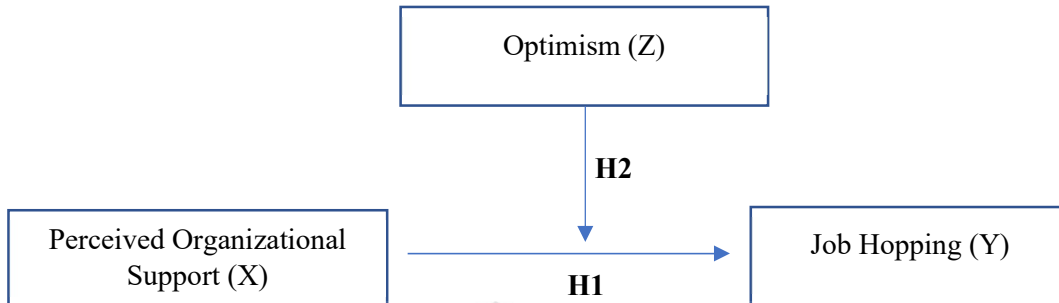 Optimism (Z)
H2
Perceived Organizational
Support (X)
Job Hopping (Y)
H1